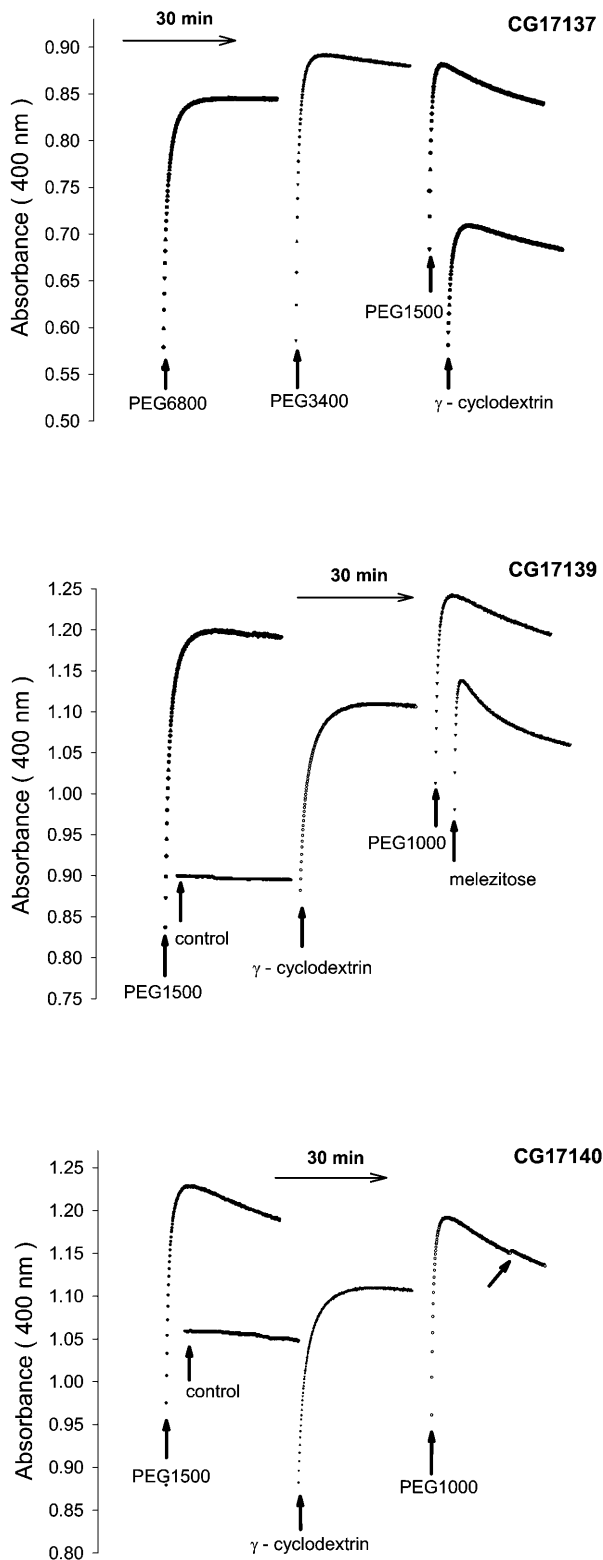 30 min
CG17137
Absorbance ( 400 nm )
0.90
0.85
0.80
0.75
0.70
0.65
0.60
0.55
0.50
PEG6800
PEG3400
PEG1500
γ - cyclodextrin
30 min
CG17139
Absorbance ( 400 nm )
1.25
1.20
1.15
1.10
1.05
1.00
0.95
0.90
0.85
0.80
0.75
PEG1500
control
γ - cyclodextrin
PEG1000
melezitose
30 min
CG17140
Absorbance ( 400 nm )
1.25
1.20
1.15
1.10
1.05
1.00
0.95
0.90
0.85
0.80
PEG1500
control
γ - cyclodextrin
PEG1000